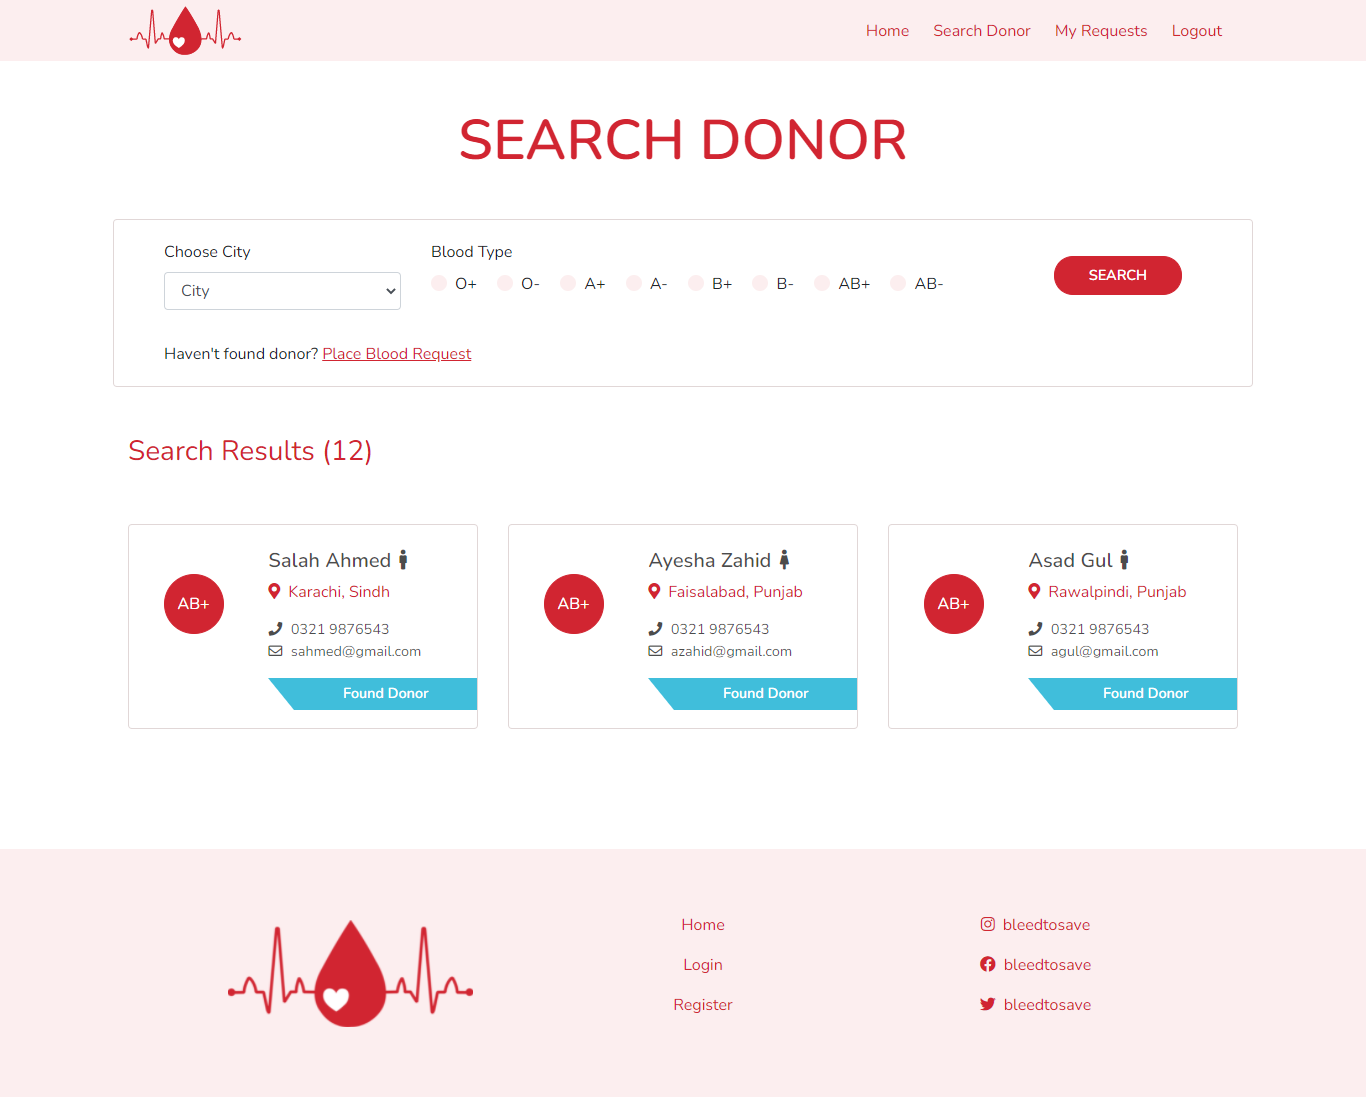 Home Search Donor My Requests Logout
SEARCH DONOR
Choose City
City
Blood Type
O+ O- A+ A- B+ B- AB+ AB-
SEARCH
Haven't found donor? Place Blood Request
Search Results (12)
AB+
Salah Ahmed
Karachi, Sindh
0321 9876543
sahmed@gmail.com
Found Donor
AB+
Ayesha Zahid
Faisalabad, Punjab
0321 9876543
azahid@gmail.com
Found Donor
AB+
Asad Gul
Rawalpindi, Punjab
0321 9876543
agul@gmail.com
Found Donor
Home
Login
Register
bleedtosave
bleedtosave
bleedtosave